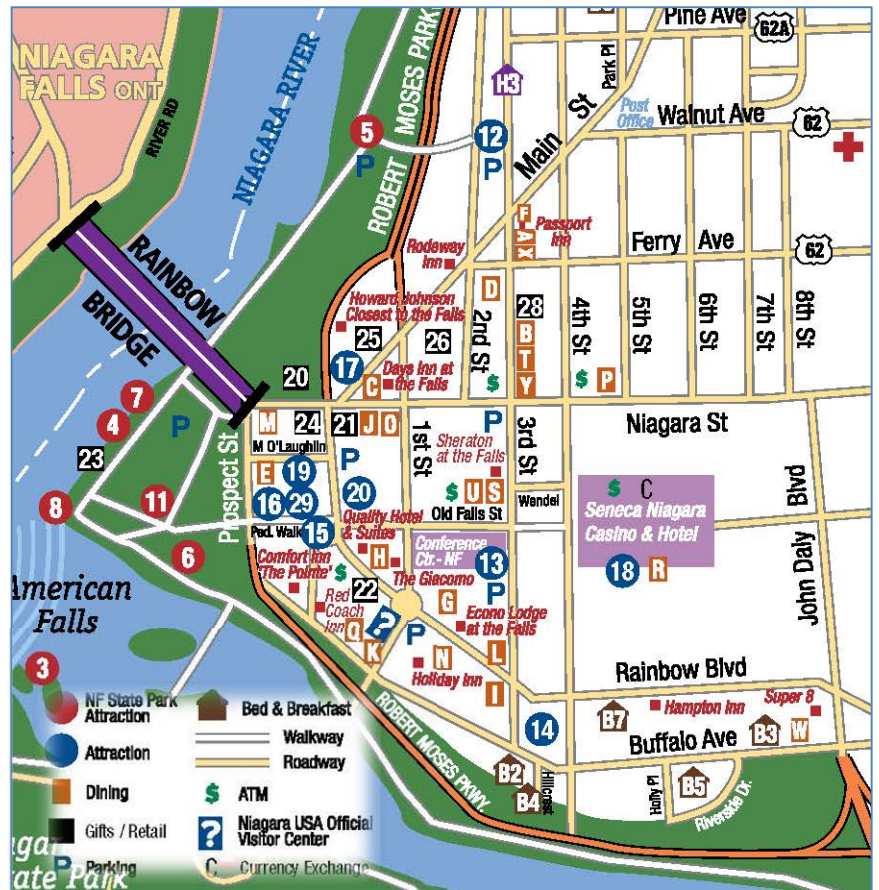 Pine Ave
62A
NIAGARA
FALLS ONT
NIAGARA RIVER
RIVER RD
ROBERT MOSES PARK
H3
Park Pl
Post
Office
Walnut Ave
62
5
P
12
P
Main St
F
A
X
Passport
Inn
Ferry Ave
62
Rodeway
Inn
RAINBOW
BRIDGE
Howard Johnson
Closest to the Falls
D
28
2nd St
4th St
5th St
6th St
7th St
8th St
25
26
B
T
Y
17
C
Days Inn at
the Falls
$
$
P
20
7
4
P
23
M
24
21
J
O
M O'Laughlin
1st St
P
3rd St
Niagara St
Prospect St
E
19
P
Sheraton
at the Falls
8
11
16
29
20
$
U
S
Wendel
$
C
Seneca Niagara
Casino & Hotel
Blvd
Ped. Walk
15
Quality Hotel
& Suites
Old Falls St
6
Comfort Inn
'The Pointe'
$
H
Conference
Ctr.- NF
13
P
18
R
John Daly
American
Falls
22
The Giacomo
Red
Coach
Inn
Q
?
K
P
G
Econo Lodge
at the Falls
3
N
Holiday Inn
L
I
Rainbow Blvd
NF State Park
Attraction
Bed & Breakfast
ROBERT MOSES PKWY.
14
B7
Hampton Inn
Super 8
B3
W
Buffalo Ave
Attraction
Walkway
Roadway
B2
B4
Hillcrest
Holly Pl
B5
Riverside Dr.
Dining
$
ATM
Gifts / Retail
?
Niagara USA Official
Visitor Center
P
Parking
C
Currency Exchange
ate Park